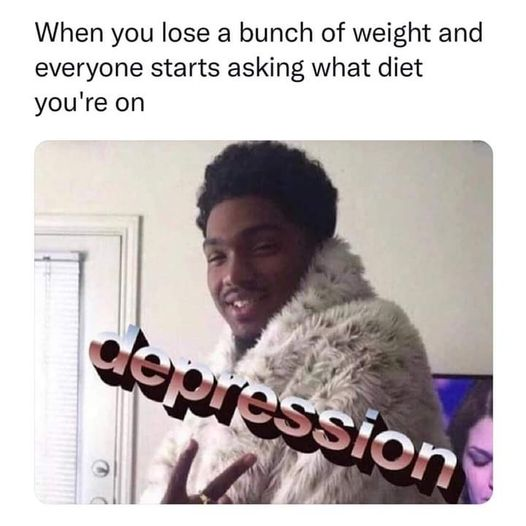 When you lose a bunch of weight and
everyone starts asking what diet
you're on
depression